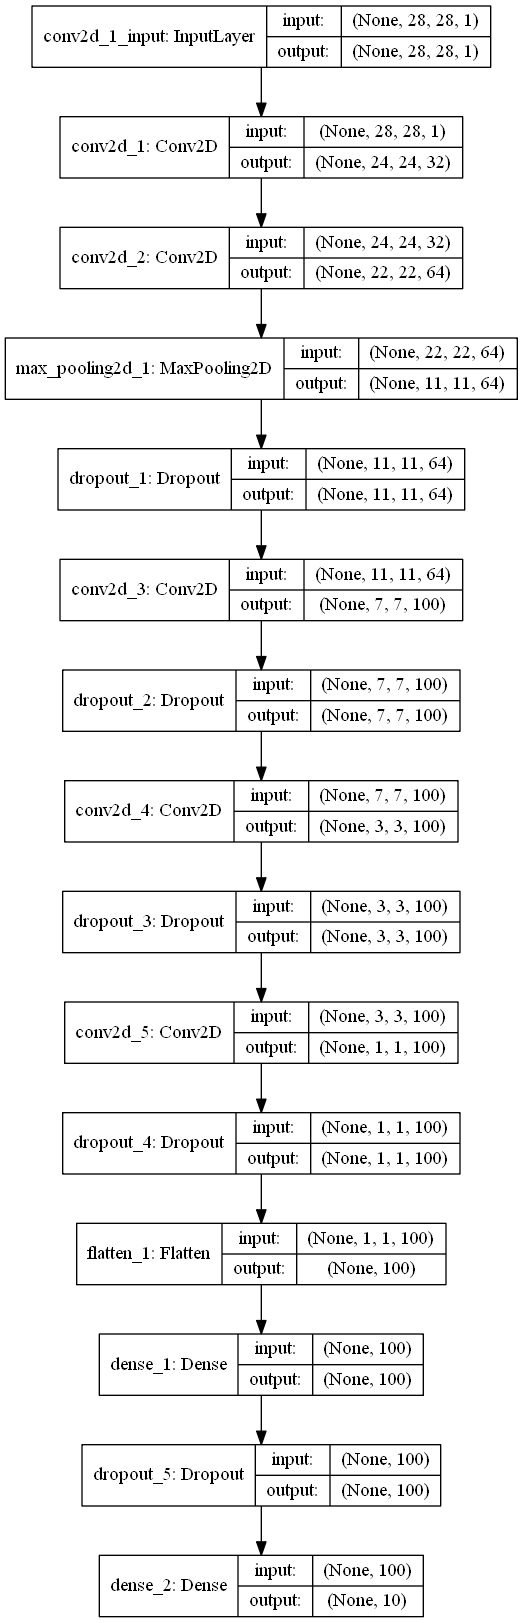 conv2d_1_input: InputLayer
input: (None, 28, 28, 1)
output: (None, 28, 28, 1)
conv2d_1: Conv2D
input: (None, 28, 28, 1)
output: (None, 24, 24, 32)
conv2d_2: Conv2D
input: (None, 24, 24, 32)
output: (None, 22, 22, 64)
max_pooling2d_1: MaxPooling2D
input: (None, 22, 22, 64)
output: (None, 11, 11, 64)
dropout_1: Dropout
input: (None, 11, 11, 64)
output: (None, 11, 11, 64)
conv2d_3: Conv2D
input: (None, 11, 11, 64)
output: (None, 7, 7, 100)
dropout_2: Dropout
input: (None, 7, 7, 100)
output: (None, 7, 7, 100)
conv2d_4: Conv2D
input: (None, 7, 7, 100)
output: (None, 3, 3, 100)
dropout_3: Dropout
input: (None, 3, 3, 100)
output: (None, 3, 3, 100)
conv2d_5: Conv2D
input: (None, 3, 3, 100)
output: (None, 1, 1, 100)
dropout_4: Dropout
input: (None, 1, 1, 100)
output: (None, 1, 1, 100)
flatten_1: Flatten
input: (None, 1, 1, 100)
output: (None, 100)
dense_1: Dense
input: (None, 100)
output: (None, 100)
dropout_5: Dropout
input: (None, 100)
output: (None, 100)
dense_2: Dense
input: (None, 100)
output: (None, 10)